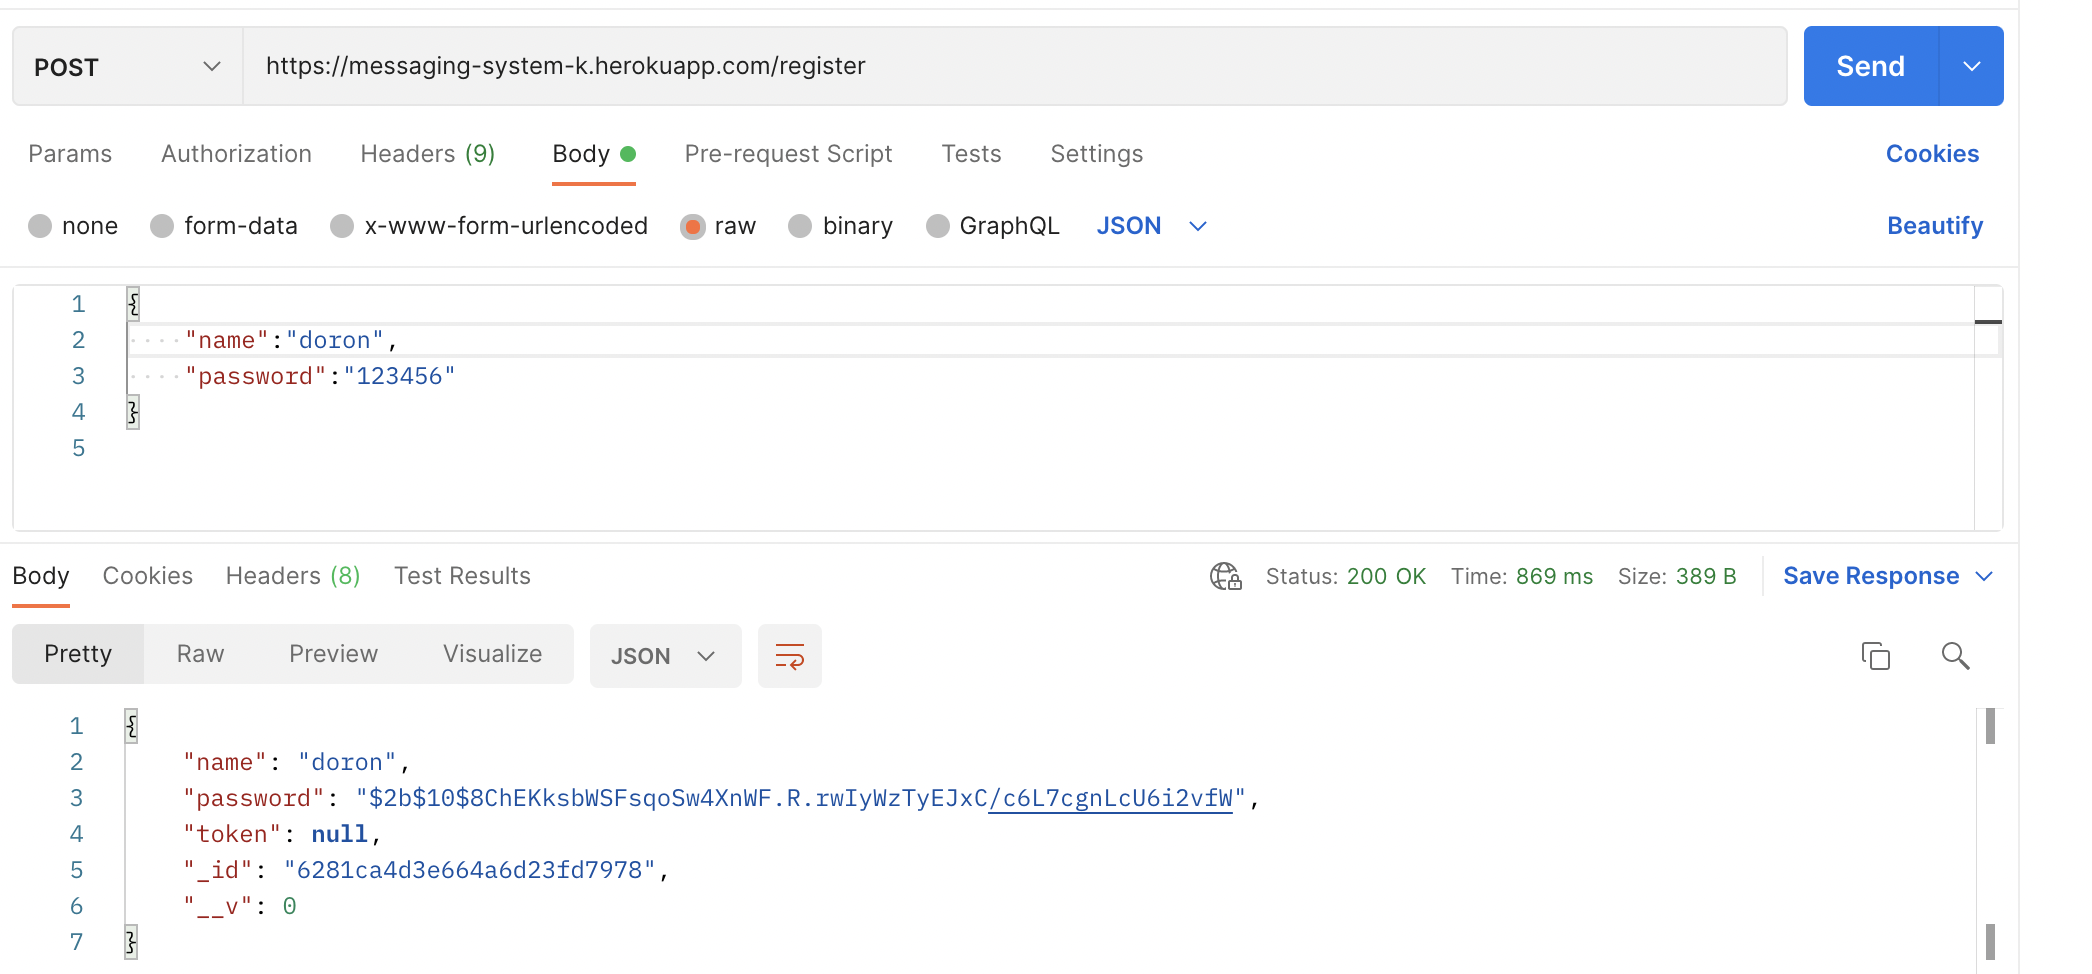 POST https://messaging-system-k.herokuapp.com/register Send
Params Authorization Headers (9) Body Pre-request Script Tests Settings Cookies
none form-data x-www-form-urlencoded raw binary GraphQL JSON Beautify
1 {
2 "name":"doron",
3 "password":"123456"
4 }
5
Body Cookies Headers (8) Test Results Status: 200 OK Time: 869 ms Size: 389 B Save Response
Pretty Raw Preview Visualize JSON
1 {
2 "name": "doron",
3 "password": "$2b$10$8ChEKksbWSFsqoSw4XnWF.R.rwIyWzTyEJxC/c6L7cgnLcU6i2vfW",
4 "token": null,
5 "_id": "6281ca4d3e664a6d23fd7978",
6 "__v": 0
7 }